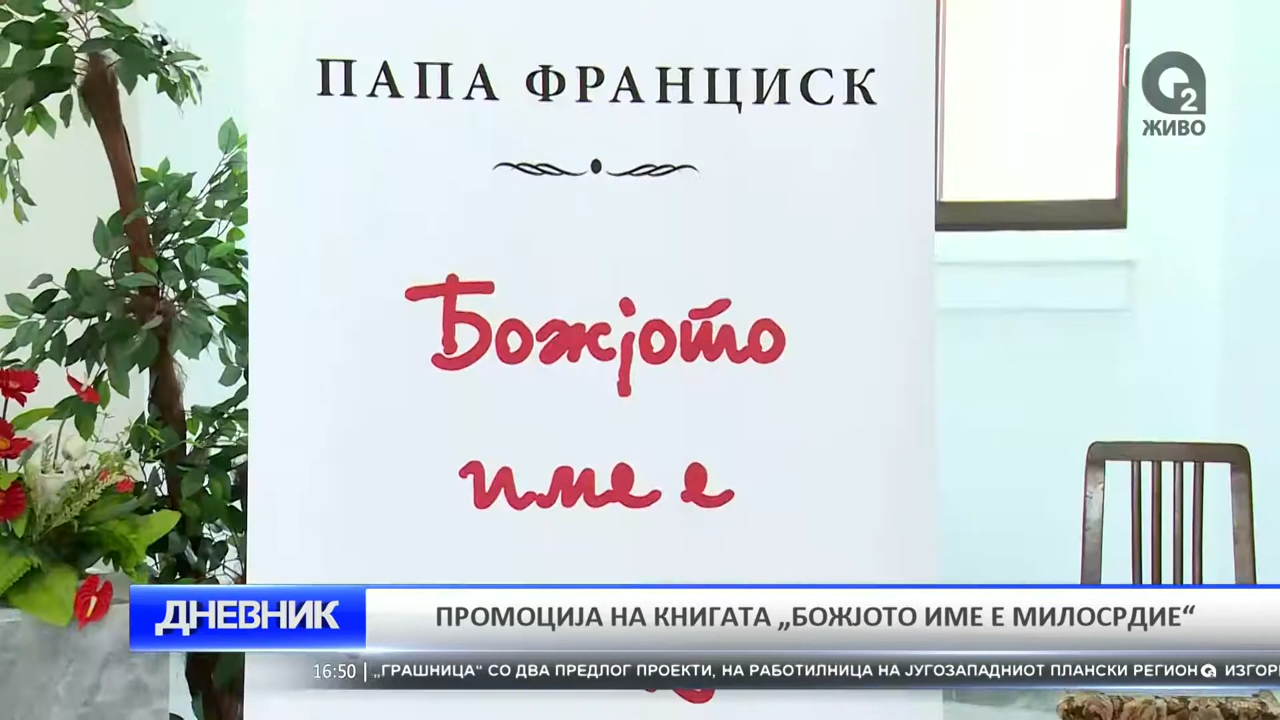 ПАПА ФРАНЦИСК
2
ЖИВО
Божјото
име е
ДНЕВНИК
ПРОМОЦИЈА НА КНИГАТА „БОЖЈОТО ИМЕ Е МИЛОСРДИЕ“
16:50 „ГРАШНИЦА“ СО ДВА ПРЕДЛОГ ПРОЕКТИ, НА РАБОТИЛНИЦА НА ЈУГОЗАПАДНИОТ ПЛАНСКИ РЕГИОН